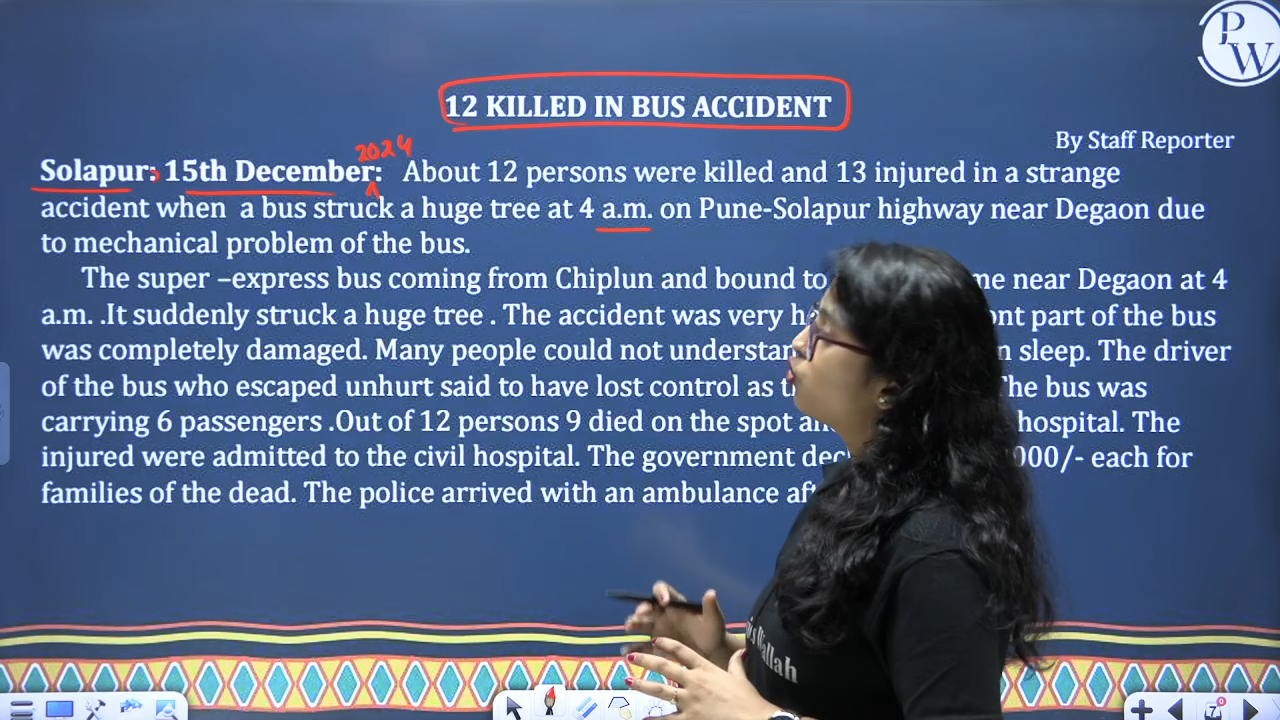 PW
12 KILLED IN BUS ACCIDENT
By Staff Reporter
2024
Solapur: 15th December: About 12 persons were killed and 13 injured in a strange
accident when a bus struck a huge tree at 4 a.m. on Pune-Solapur highway near Degaon due
to mechanical problem of the bus.
The super –express bus coming from Chiplun and bound to near Degaon at 4
a.m. .It suddenly struck a huge tree . The accident was very part of the bus
was completely damaged. Many people could not sleep. The driver
of the bus who escaped unhurt said to have lost control as The bus was
carrying 6 passengers .Out of 12 persons 9 died on the spot hospital. The
injured were admitted to the civil hospital. The government 000/- each for
families of the dead. The police arrived with an ambulance
7